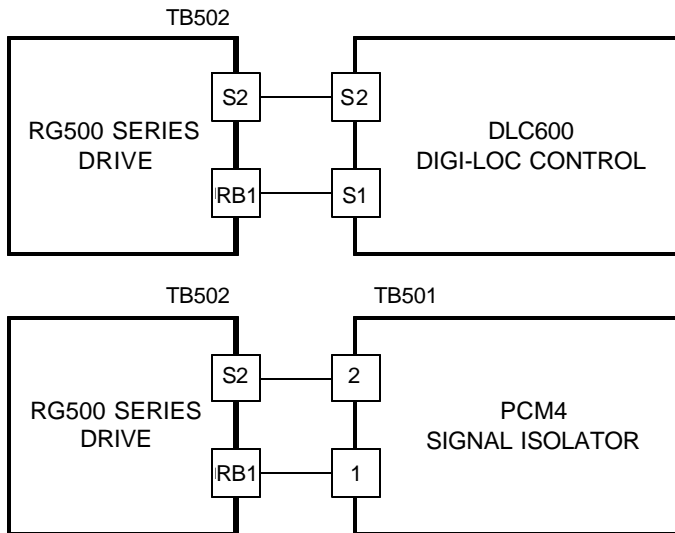 TB502
S2
S2
RG500 SERIES
DRIVE
DLC600
DIGI-LOC CONTROL
RB1
S1
TB502
TB501
S2
2
RG500 SERIES
DRIVE
PCM4
SIGNAL ISOLATOR
RB1
1